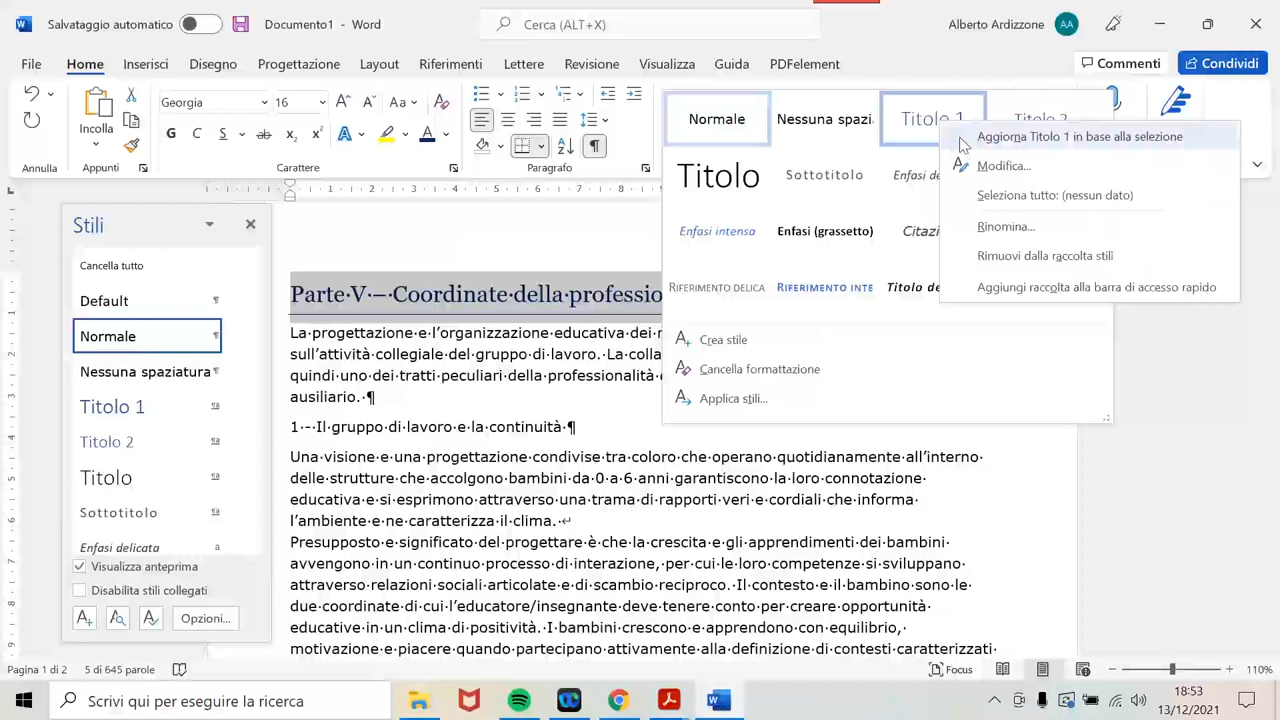 Salvataggio automatico
Documento1 - Word
Cerca (ALT+X)
Alberto Ardizzone
AA
File
Home
Inserisci
Disegno
Progettazione
Layout
Riferimenti
Lettere
Revisione
Visualizza
Guida
PDFelement
Commenti
Condividi
Annulla
Incolla
Appunti
Georgia
16
Aa
G C S ab x₂ x²
Carattere
Normale
Nessuna spazi
Titolo 1
Titolo 2
Titolo
Sottotitolo
Enfasi de
Enfasi intensa
Enfasi (grassetto)
Citazi
RIFERIMENTO DELICA
RIFERIMENTO INTE
Titolo de
Crea stile
Cancella formattazione
Applica stili...
Aggiorna Titolo 1 in base alla selezione
Modifica...
Seleziona tutto: (nessun dato)
Rinomina...
Rimuovi dalla raccolta stili
Aggiungi raccolta alla barra di accesso rapido
Stili
Cancella tutto
Default
Normale
Nessuna spaziatura
Titolo 1
Titolo 2
Titolo
Sottotitolo
Enfasi delicata
Visualizza anteprima
Disabilita stili collegati
Opzioni...
Parte·V·–·Coordinate·della·professio
La·progettazione·e·l'organizzazione·educativa·dei·
sull'attività·collegiale·del·gruppo·di·lavoro.·La·colla
quindi·uno·dei·tratti·peculiari·della·professionalità·
ausiliario.·¶
1·-·Il·gruppo·di·lavoro·e·la·continuità·¶
Una·visione·e·una·progettazione·condivise·tra·coloro·che·operano·quotidianamente·all'interno·
delle·strutture·che·accolgono·bambini·da·0·a·6·anni·garantiscono·la·loro·connotazione·
educativa·e·si·esprimono·attraverso·una·trama·di·rapporti·veri·e·cordiali·che·informa·
l'ambiente·e·ne·caratterizza·il·clima.·↵
Presupposto·e·significato·del·progettare·è·che·la·crescita·e·gli·apprendimenti·dei·bambini·
avvengono·in·un·continuo·processo·di·interazione,·per·cui·le·loro·competenze·si·sviluppano·
attraverso·relazioni·sociali·articolate·e·di·scambio·reciproco.·Il·contesto·e·il·bambino·sono·le·
due·coordinate·di·cui·l'educatore/insegnante·deve·tenere·conto·per·creare·opportunità·
educative·in·un·clima·di·positività.·I·bambini·crescono·e·apprendono·con·equilibrio,·
motivazione·e·piacere·quando·partecipano·attivamente·alla·definizione·di·contesti·caratterizzati·
Pagina 1 di 2
5 di 645 parole
Focus
110%
Scrivi qui per eseguire la ricerca
18:53
13/12/2021